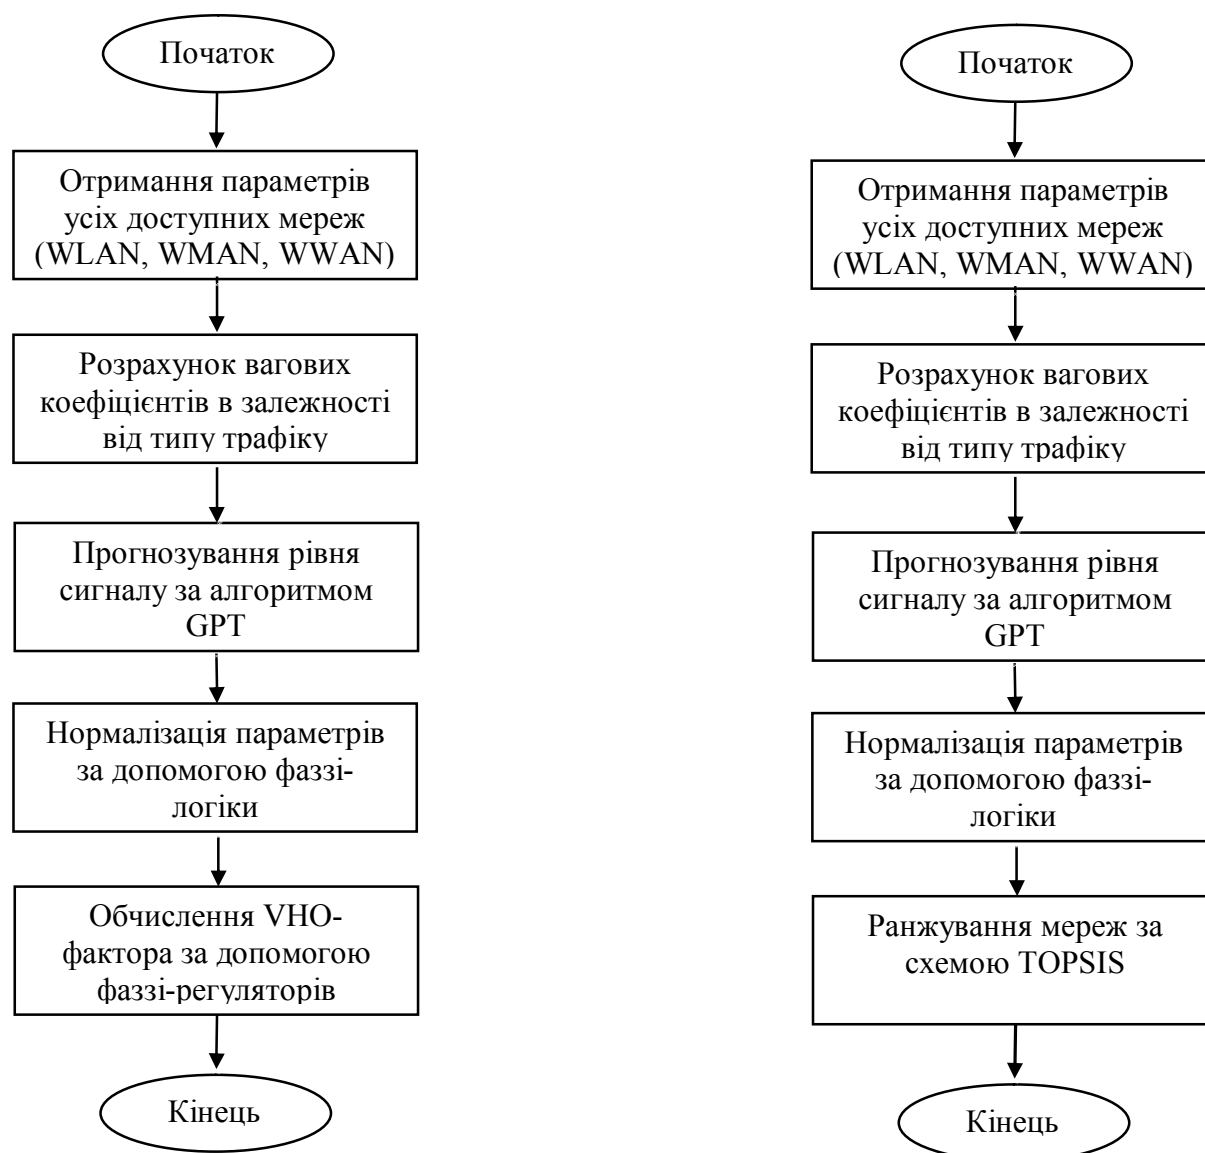 Початок
Отримання параметрів
усіх доступних мереж
(WLAN, WMAN, WWAN)
Розрахунок вагових
коефіцієнтів в залежності
від типу трафіку
Прогнозування рівня
сигналу за алгоритмом
GPT
Нормалізація параметрів
за допомогою фаззі-
логіки
Обчислення VHO-
фактора за допомогою
фаззі-регуляторів
Кінець
Початок
Отримання параметрів
усіх доступних мереж
(WLAN, WMAN, WWAN)
Розрахунок вагових
коефіцієнтів в залежності
від типу трафіку
Прогнозування рівня
сигналу за алгоритмом
GPT
Нормалізація параметрів
за допомогою фаззі-
логіки
Ранжування мереж за
схемою TOPSIS
Кінець